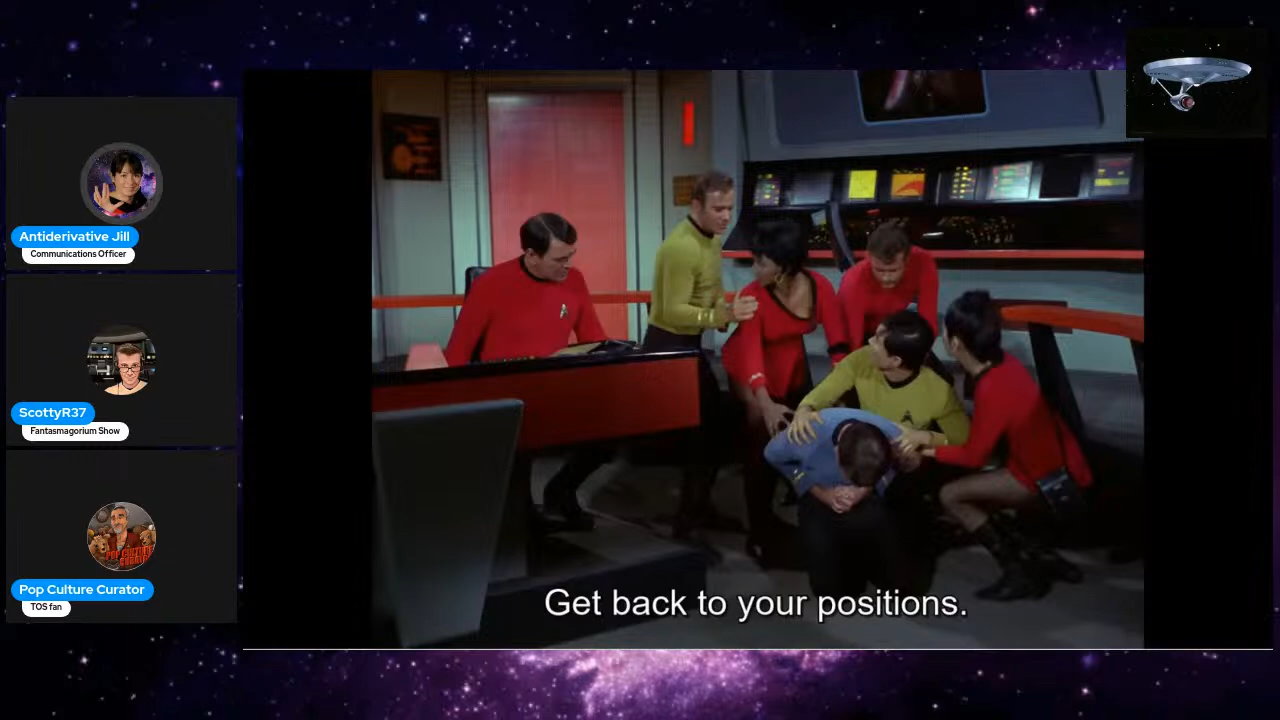 Antiderivative Jill
Communications Officer
ScottyR37
Fantasmagorium Show
Pop Culture Curator
TOS fan
Get back to your positions.